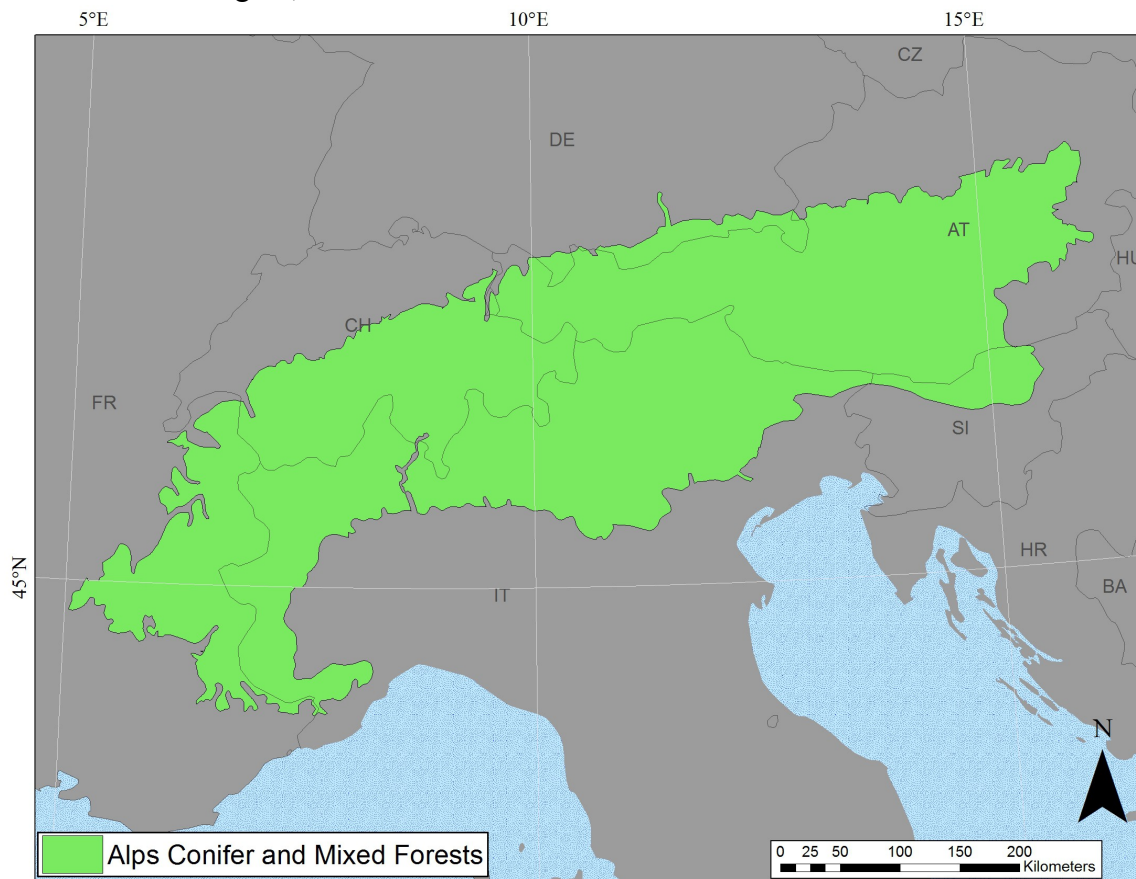 5°E 10°E 15°E
CZ
DE
AT
HU
CH
FR
SI
45°N
HR
IT
BA
N
Alps Conifer and Mixed Forests
0 25 50 100 150 200
Kilometers